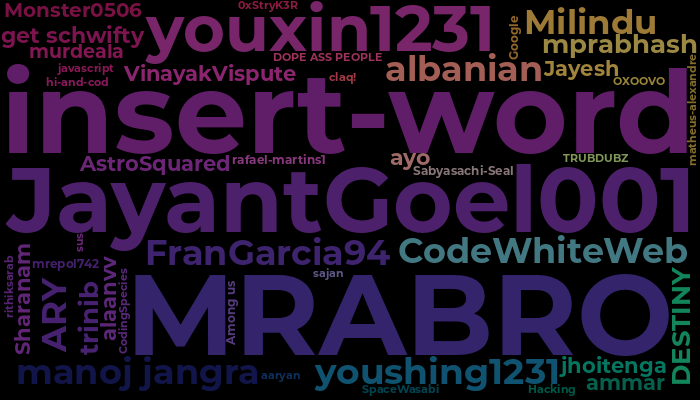 Monster0506
0xStryK3R
youxin1231
Google
Milindu
get schwifty
mprabhash
murdeala
DOPE ASS PEOPLE
javascript
VinayakVispute
claq!
albanian
Jayesh
matheus-alexandre
hi-and-cod
OXOOVO
insert-word
AstroSquared
rafael-martins1
ayo
TRUBDUBZ
Sabyasachi-Seal
JayantGoel001
sus
FranGarcia94
CodeWhiteWeb
rithiksarab
Sharanam
mrepol742
ARY
trinib
alaanvv
CodingSpecies
sajan
Among us
MRABRO
DESTINY
manoj jangra
aaryan
youshing1231
jhoitenga
SpaceWasabi
Hacking
ammar